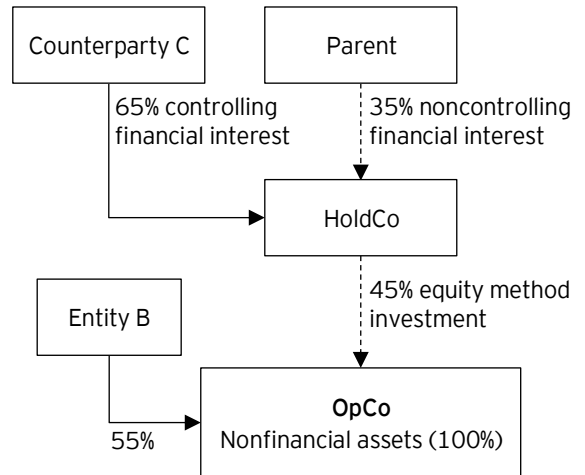 Counterparty C
Parent
65% controlling
financial interest
35% noncontrolling
financial interest
HoldCo
45% equity method
investment
Entity B
55%
OpCo
Nonfinancial assets (100%)